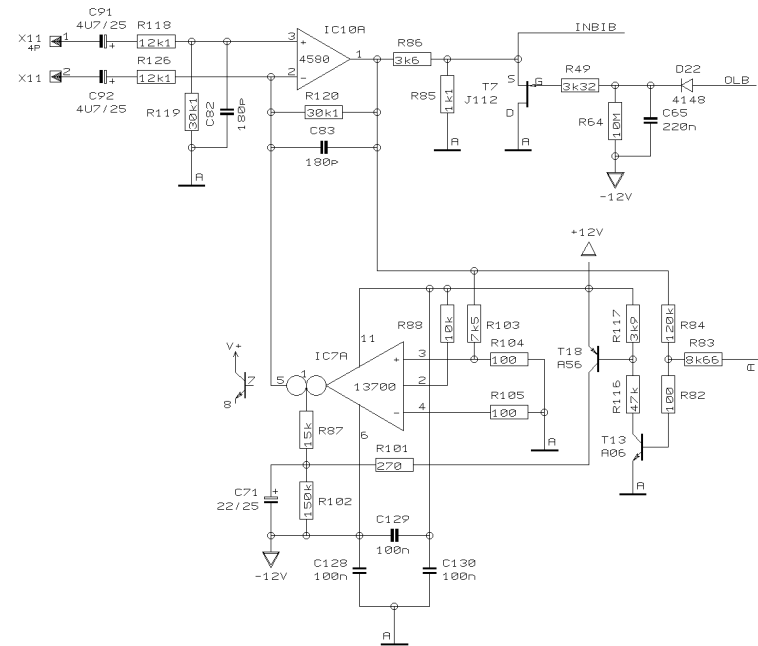 C91
4U7/25
X11 1
4P
+
R118
12k1
IC10A
3
+
4580
1
2
-
X11 2
R126
12k1
+
C92
4U7/25
R119
30k1
C82
180p
A
R120
30k1
C83
180p
R86
3k6
INBIB
R85
1k1
A
T7
J112
S
G
D
A
R49
3k32
D22
4148
OLB
R64
10M
C65
220n
-12V
+12V
R88
10k
R103
7k5
11
IC7A
13700
+
3
2
-
4
5
1
6
R104
100
R105
100
A
V+
7
8
R87
15k
R101
270
R102
150k
C71
22/25
+
-12V
C129
100n
C128
100n
C130
100n
A
T18
A56
R117
3k9
R116
47k
R84
120k
R83
8k66
A
R82
100
T13
A06
A